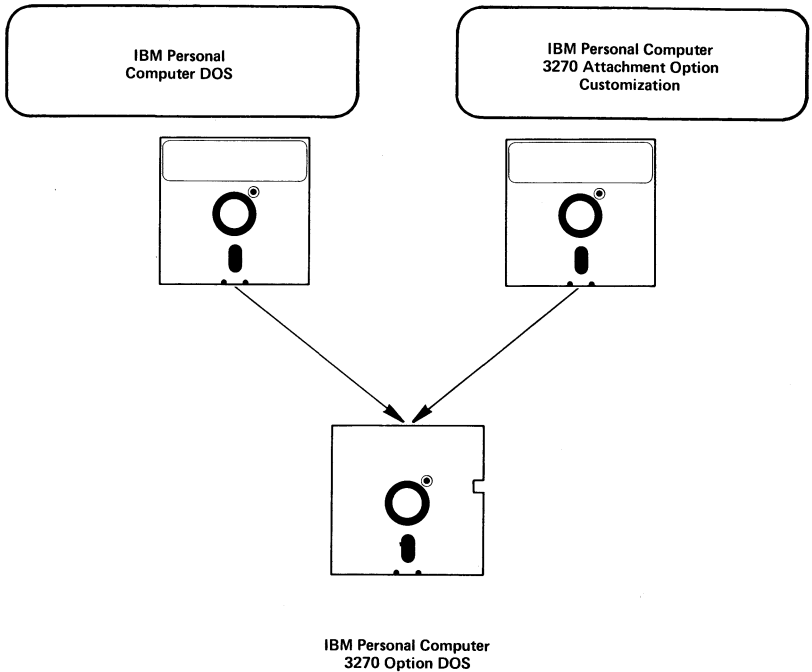 IBM Personal
Computer DOS
IBM Personal Computer
3270 Attachment Option
Customization
IBM Personal Computer
3270 Option DOS